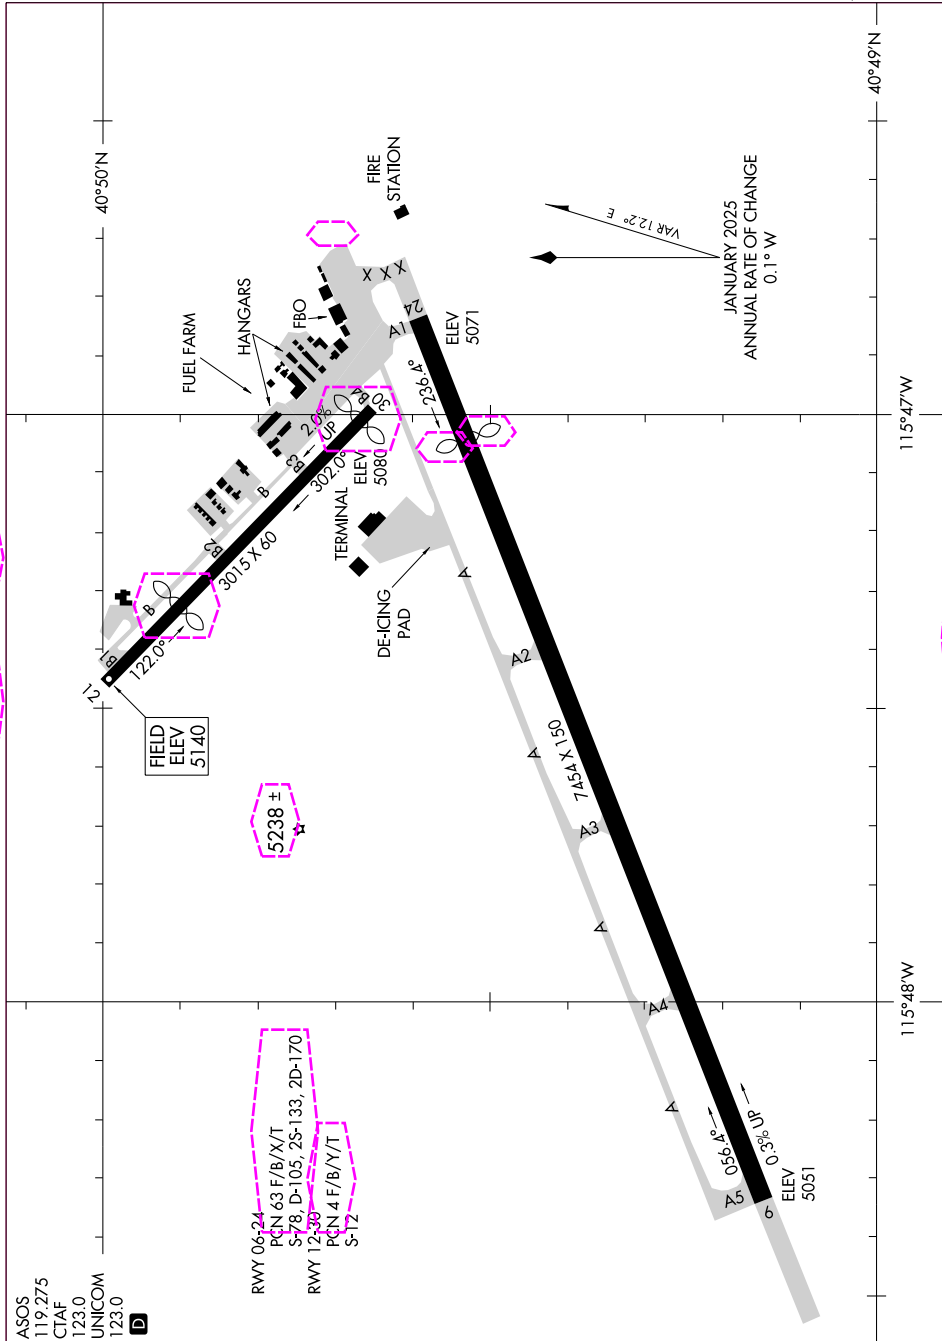 ASOS
119.275
CTAF
123.0
UNICOM
123.0
D
RWY 06-24
PCN 63 F/B/X/T
S-78, D-105, 2S-133, 2D-170
RWY 12-30
PCN 4 F/B/Y/T
S-12
40°50'N
40°49'N
115°47'W
115°48'W
FIELD
ELEV
5140
5238 ±
12
B1
B
122.0°
B2
3015 X 60
B
B3
302.0°
2.0%
UP
B4
30
ELEV
5080
FUEL FARM
HANGARS
FBO
FIRE
STATION
TERMINAL
DE-ICING
PAD
X
X
X
24
A1
ELEV
5071
236.4°
A
A2
A
7454 X 150
A3
A
A4
A
A5
056.4°
0.3% UP
6
ELEV
5051
VAR 12.2° E
JANUARY 2025
ANNUAL RATE OF CHANGE
0.1° W